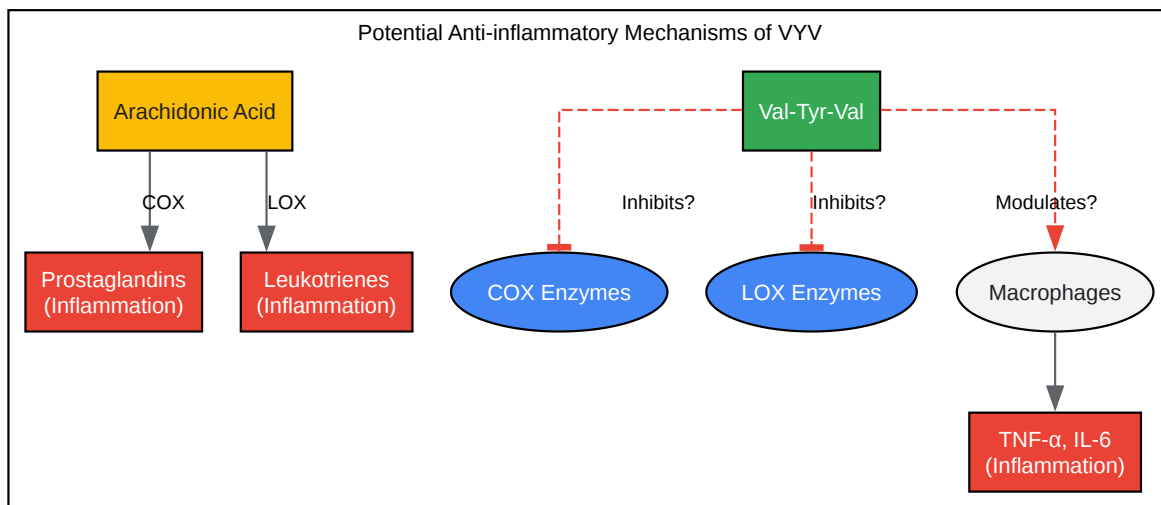 Potential Anti-inflammatory Mechanisms of VYV
Arachidonic Acid
Val-Tyr-Val
COX
LOX
Inhibits?
Inhibits?
Modulates?
Prostaglandins
(Inflammation)
Leukotrienes
(Inflammation)
COX Enzymes
LOX Enzymes
Macrophages
TNF-α, IL-6
(Inflammation)